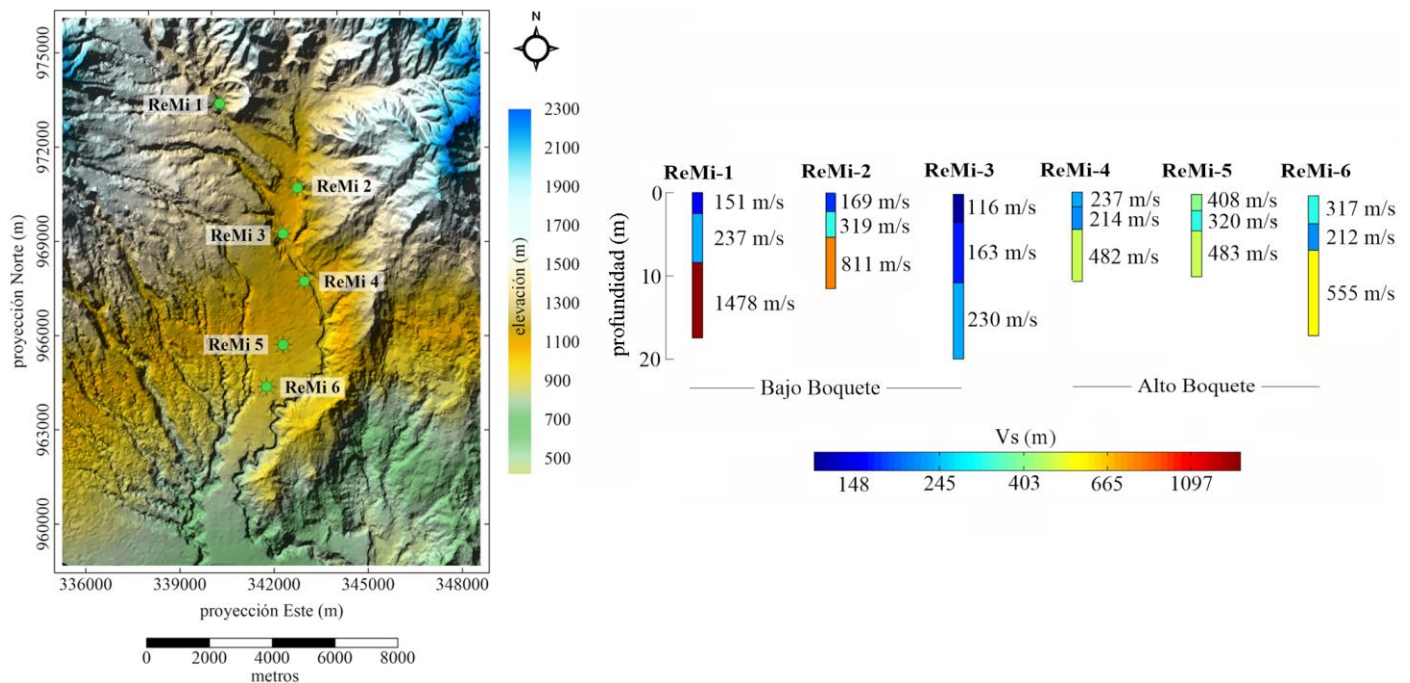 N
975000
972000
969000
966000
963000
960000
proyección Norte (m)
ReMi 1
ReMi 2
ReMi 3
ReMi 4
ReMi 5
ReMi 6
336000 339000 342000 345000 348000
proyección Este (m)
0 2000 4000 6000 8000
metros
elevación (m)
2300
2100
1900
1700
1500
1300
1100
900
700
500
ReMi-1 ReMi-2 ReMi-3 ReMi-4 ReMi-5 ReMi-6
profundidad (m)
0
10
20
151 m/s
237 m/s
1478 m/s
169 m/s
319 m/s
811 m/s
116 m/s
163 m/s
230 m/s
237 m/s
214 m/s
482 m/s
408 m/s
320 m/s
483 m/s
317 m/s
212 m/s
555 m/s
Bajo Boquete
Alto Boquete
Vs (m)
148 245 403 665 1097